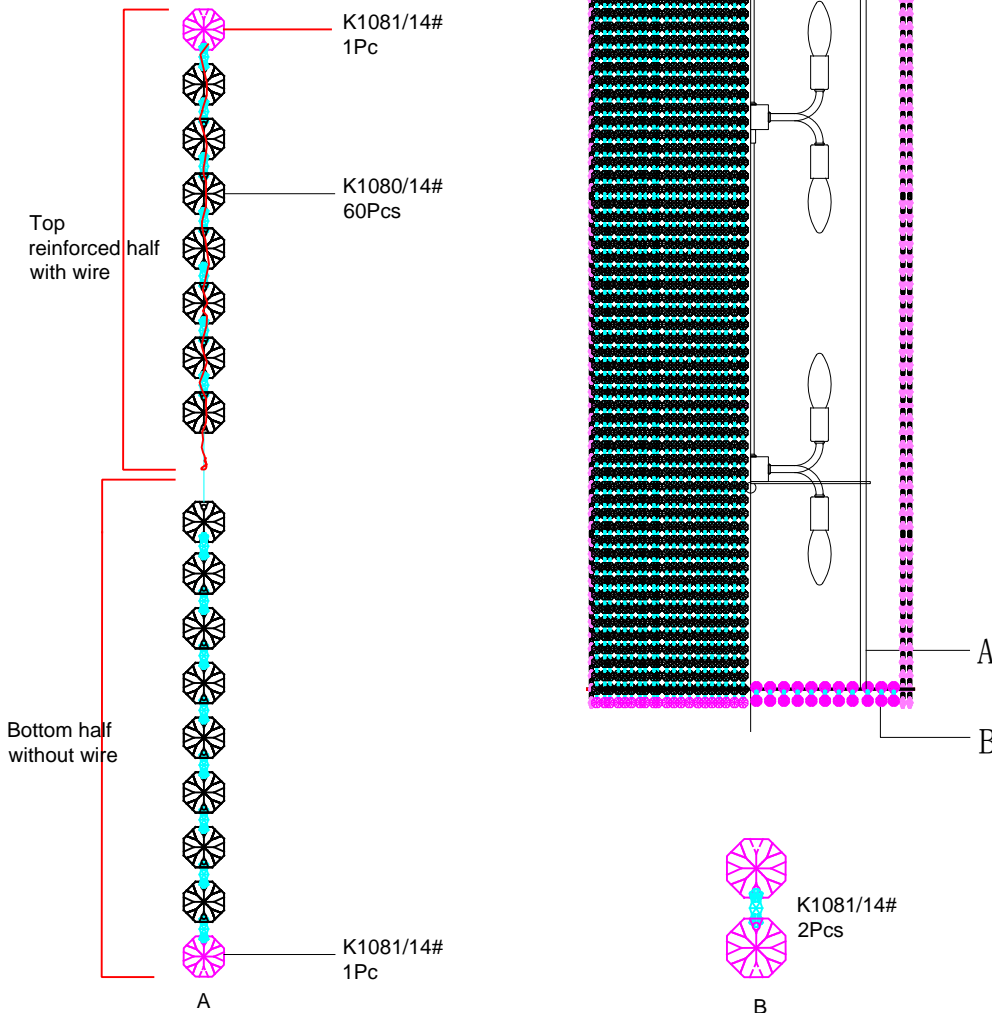 K1081/14#
1Pc
K1080/14#
60Pcs
Top
reinforced half
with wire
Bottom half
without wire
K1081/14#
1Pc
A
A
B
K1081/14#
2Pcs
B